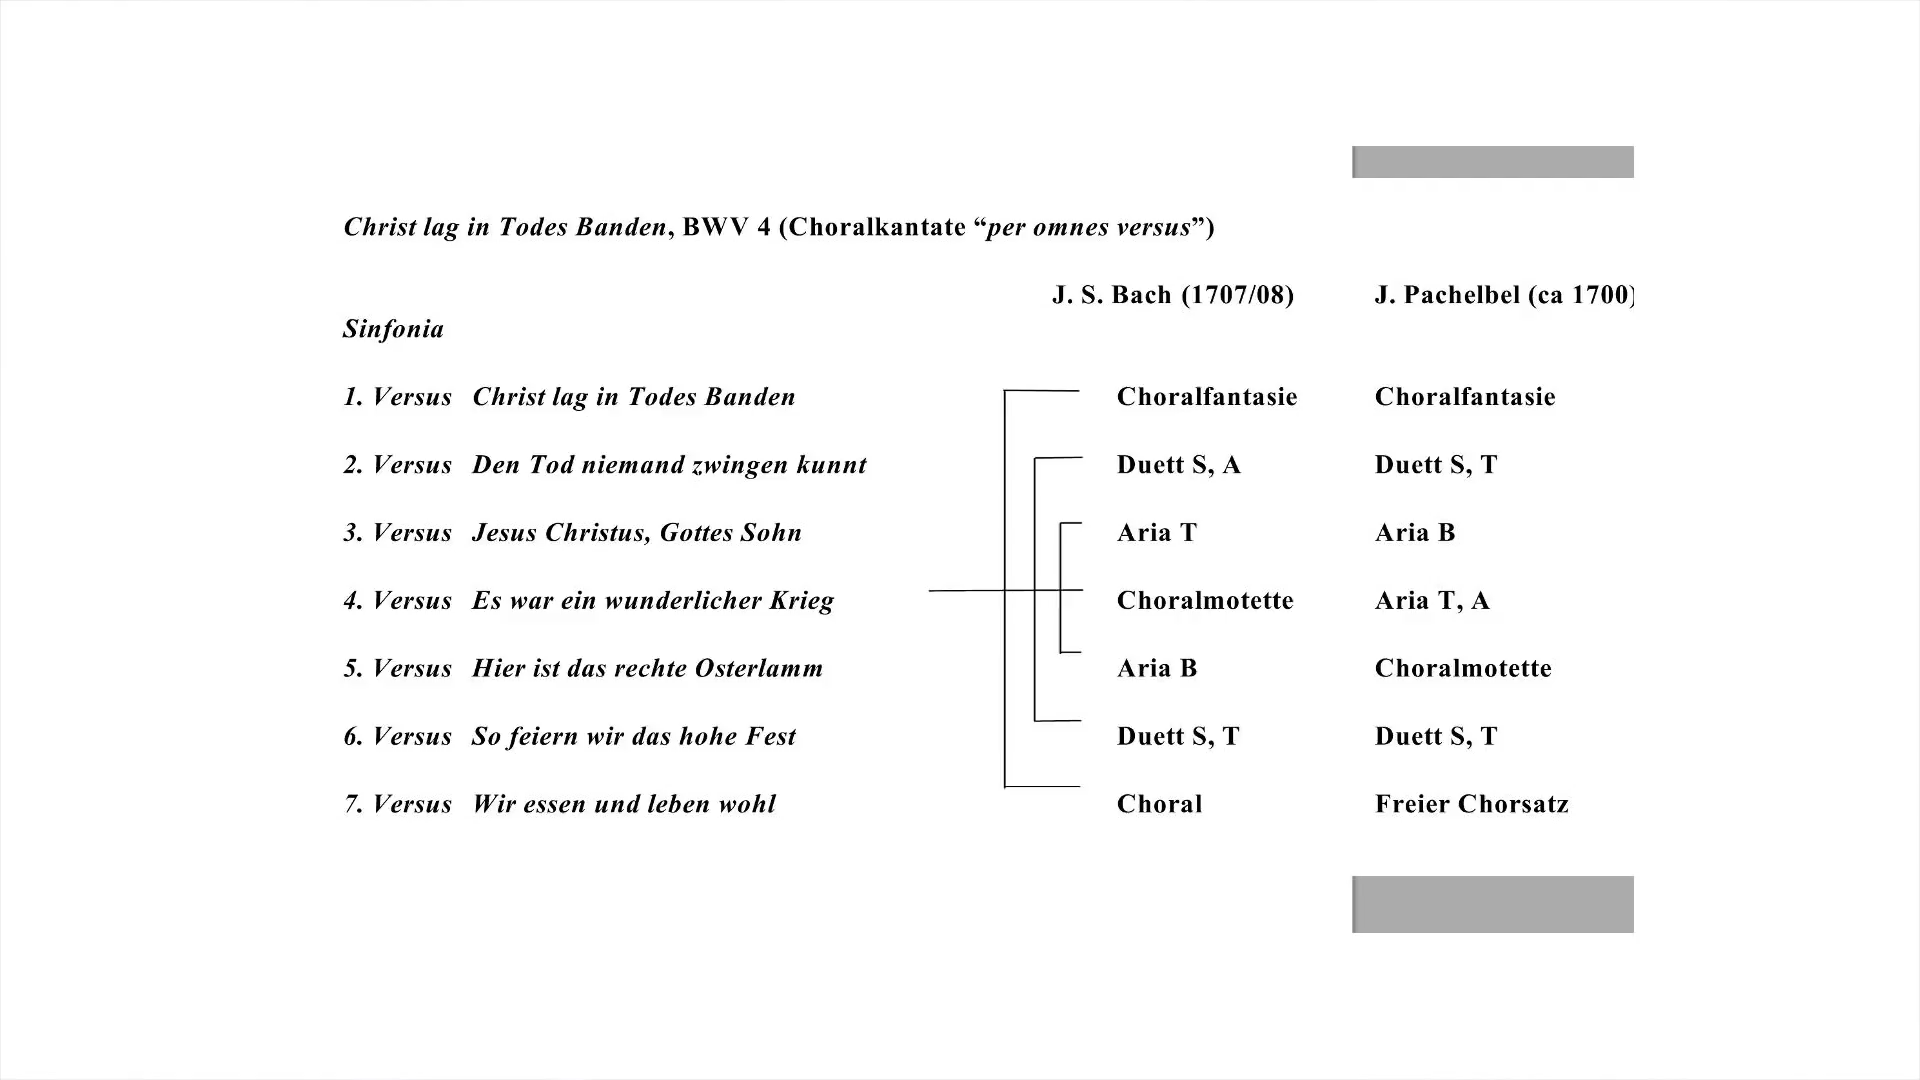 Christ lag in Todes Banden, BWV 4 (Choralkantate “per omnes versus”)
J. S. Bach (1707/08) J. Pachelbel (ca 1700)
Sinfonia
1. Versus Christ lag in Todes Banden Choralfantasie Choralfantasie
2. Versus Den Tod niemand zwingen kunnt Duett S, A Duett S, T
3. Versus Jesus Christus, Gottes Sohn Aria T Aria B
4. Versus Es war ein wunderlicher Krieg Choralmotette Aria T, A
5. Versus Hier ist das rechte Osterlamm Aria B Choralmotette
6. Versus So feiern wir das hohe Fest Duett S, T Duett S, T
7. Versus Wir essen und leben wohl Choral Freier Chorsatz